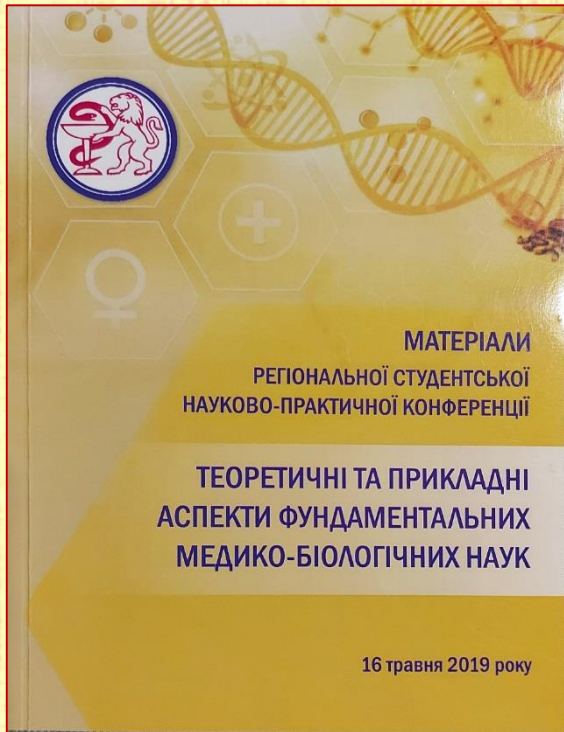 МАТЕРІАЛИ
РЕГІОНАЛЬНОЇ СТУДЕНТСЬКОЇ
НАУКОВО-ПРАКТИЧНОЇ КОНФЕРЕНЦІЇ
ТЕОРЕТИЧНІ ТА ПРИКЛАДНІ
АСПЕКТИ ФУНДАМЕНТАЛЬНИХ
МЕДИКО-БІОЛОГІЧНИХ НАУК
16 травня 2019 року